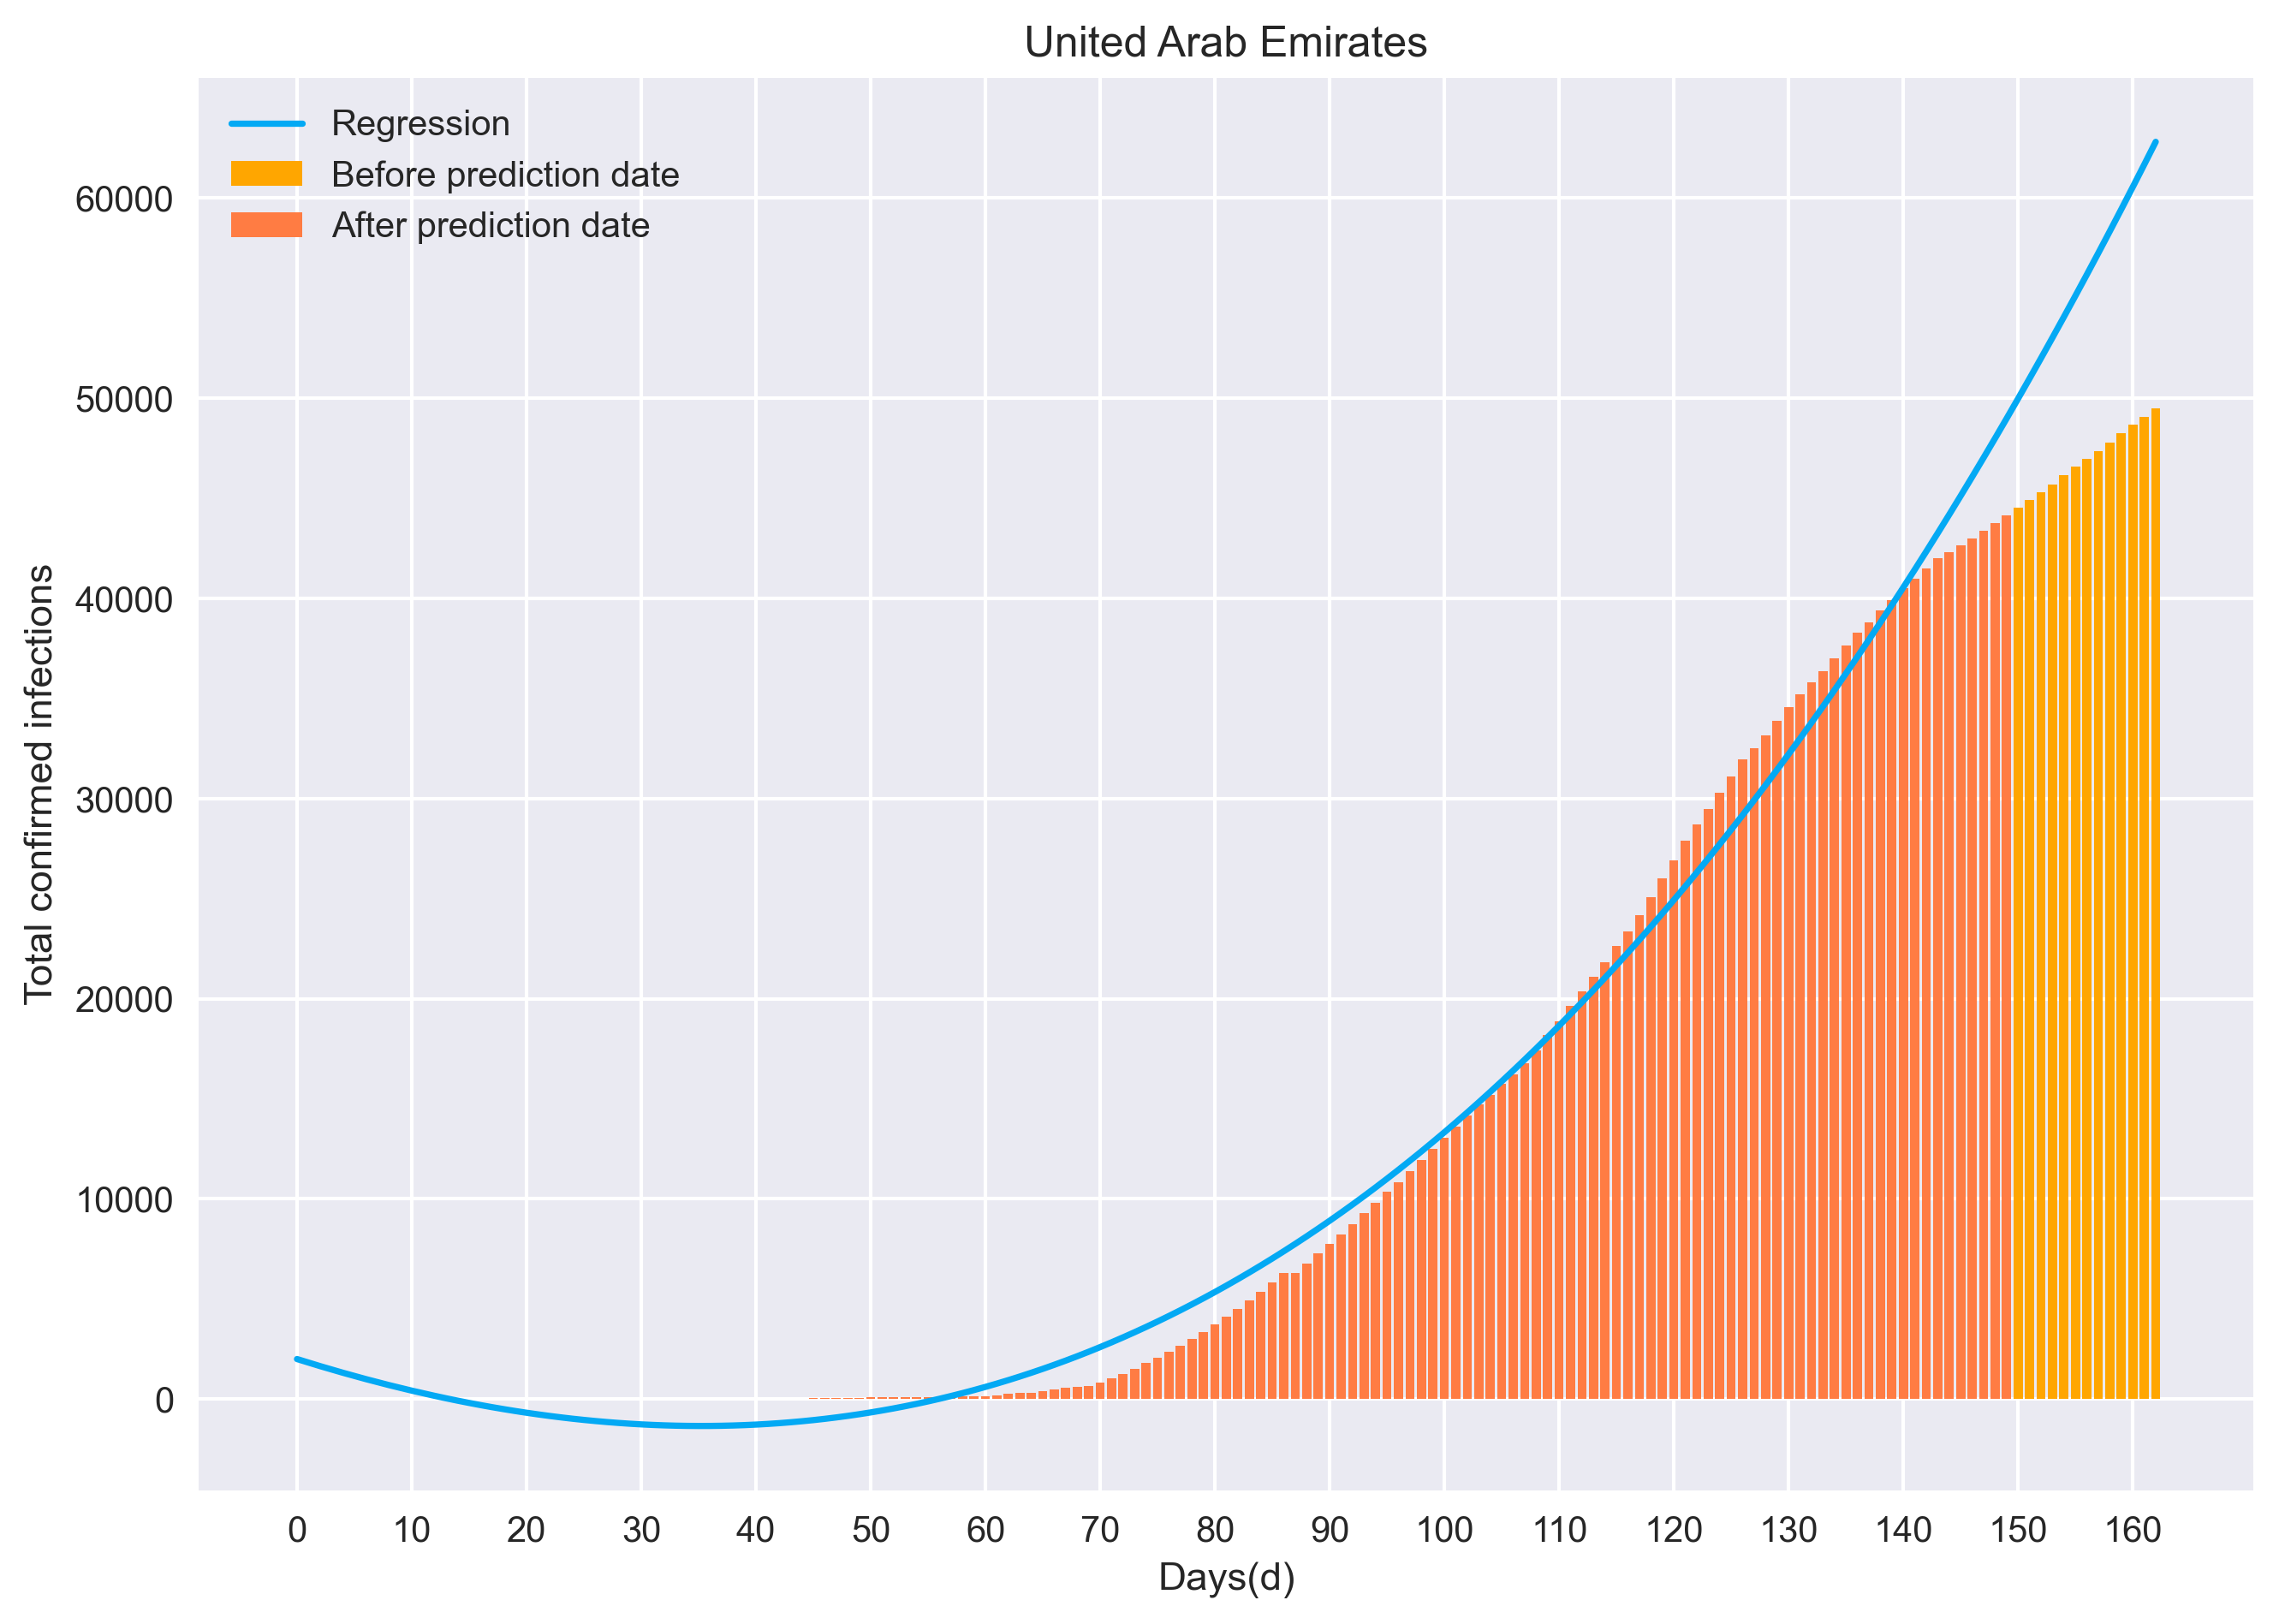 United Arab Emirates
Regression
Before prediction date
After prediction date
60000
50000
40000
30000
20000
10000
0
Total confirmed infections
0 10 20 30 40 50 60 70 80 90 100 110 120 130 140 150 160
Days(d)